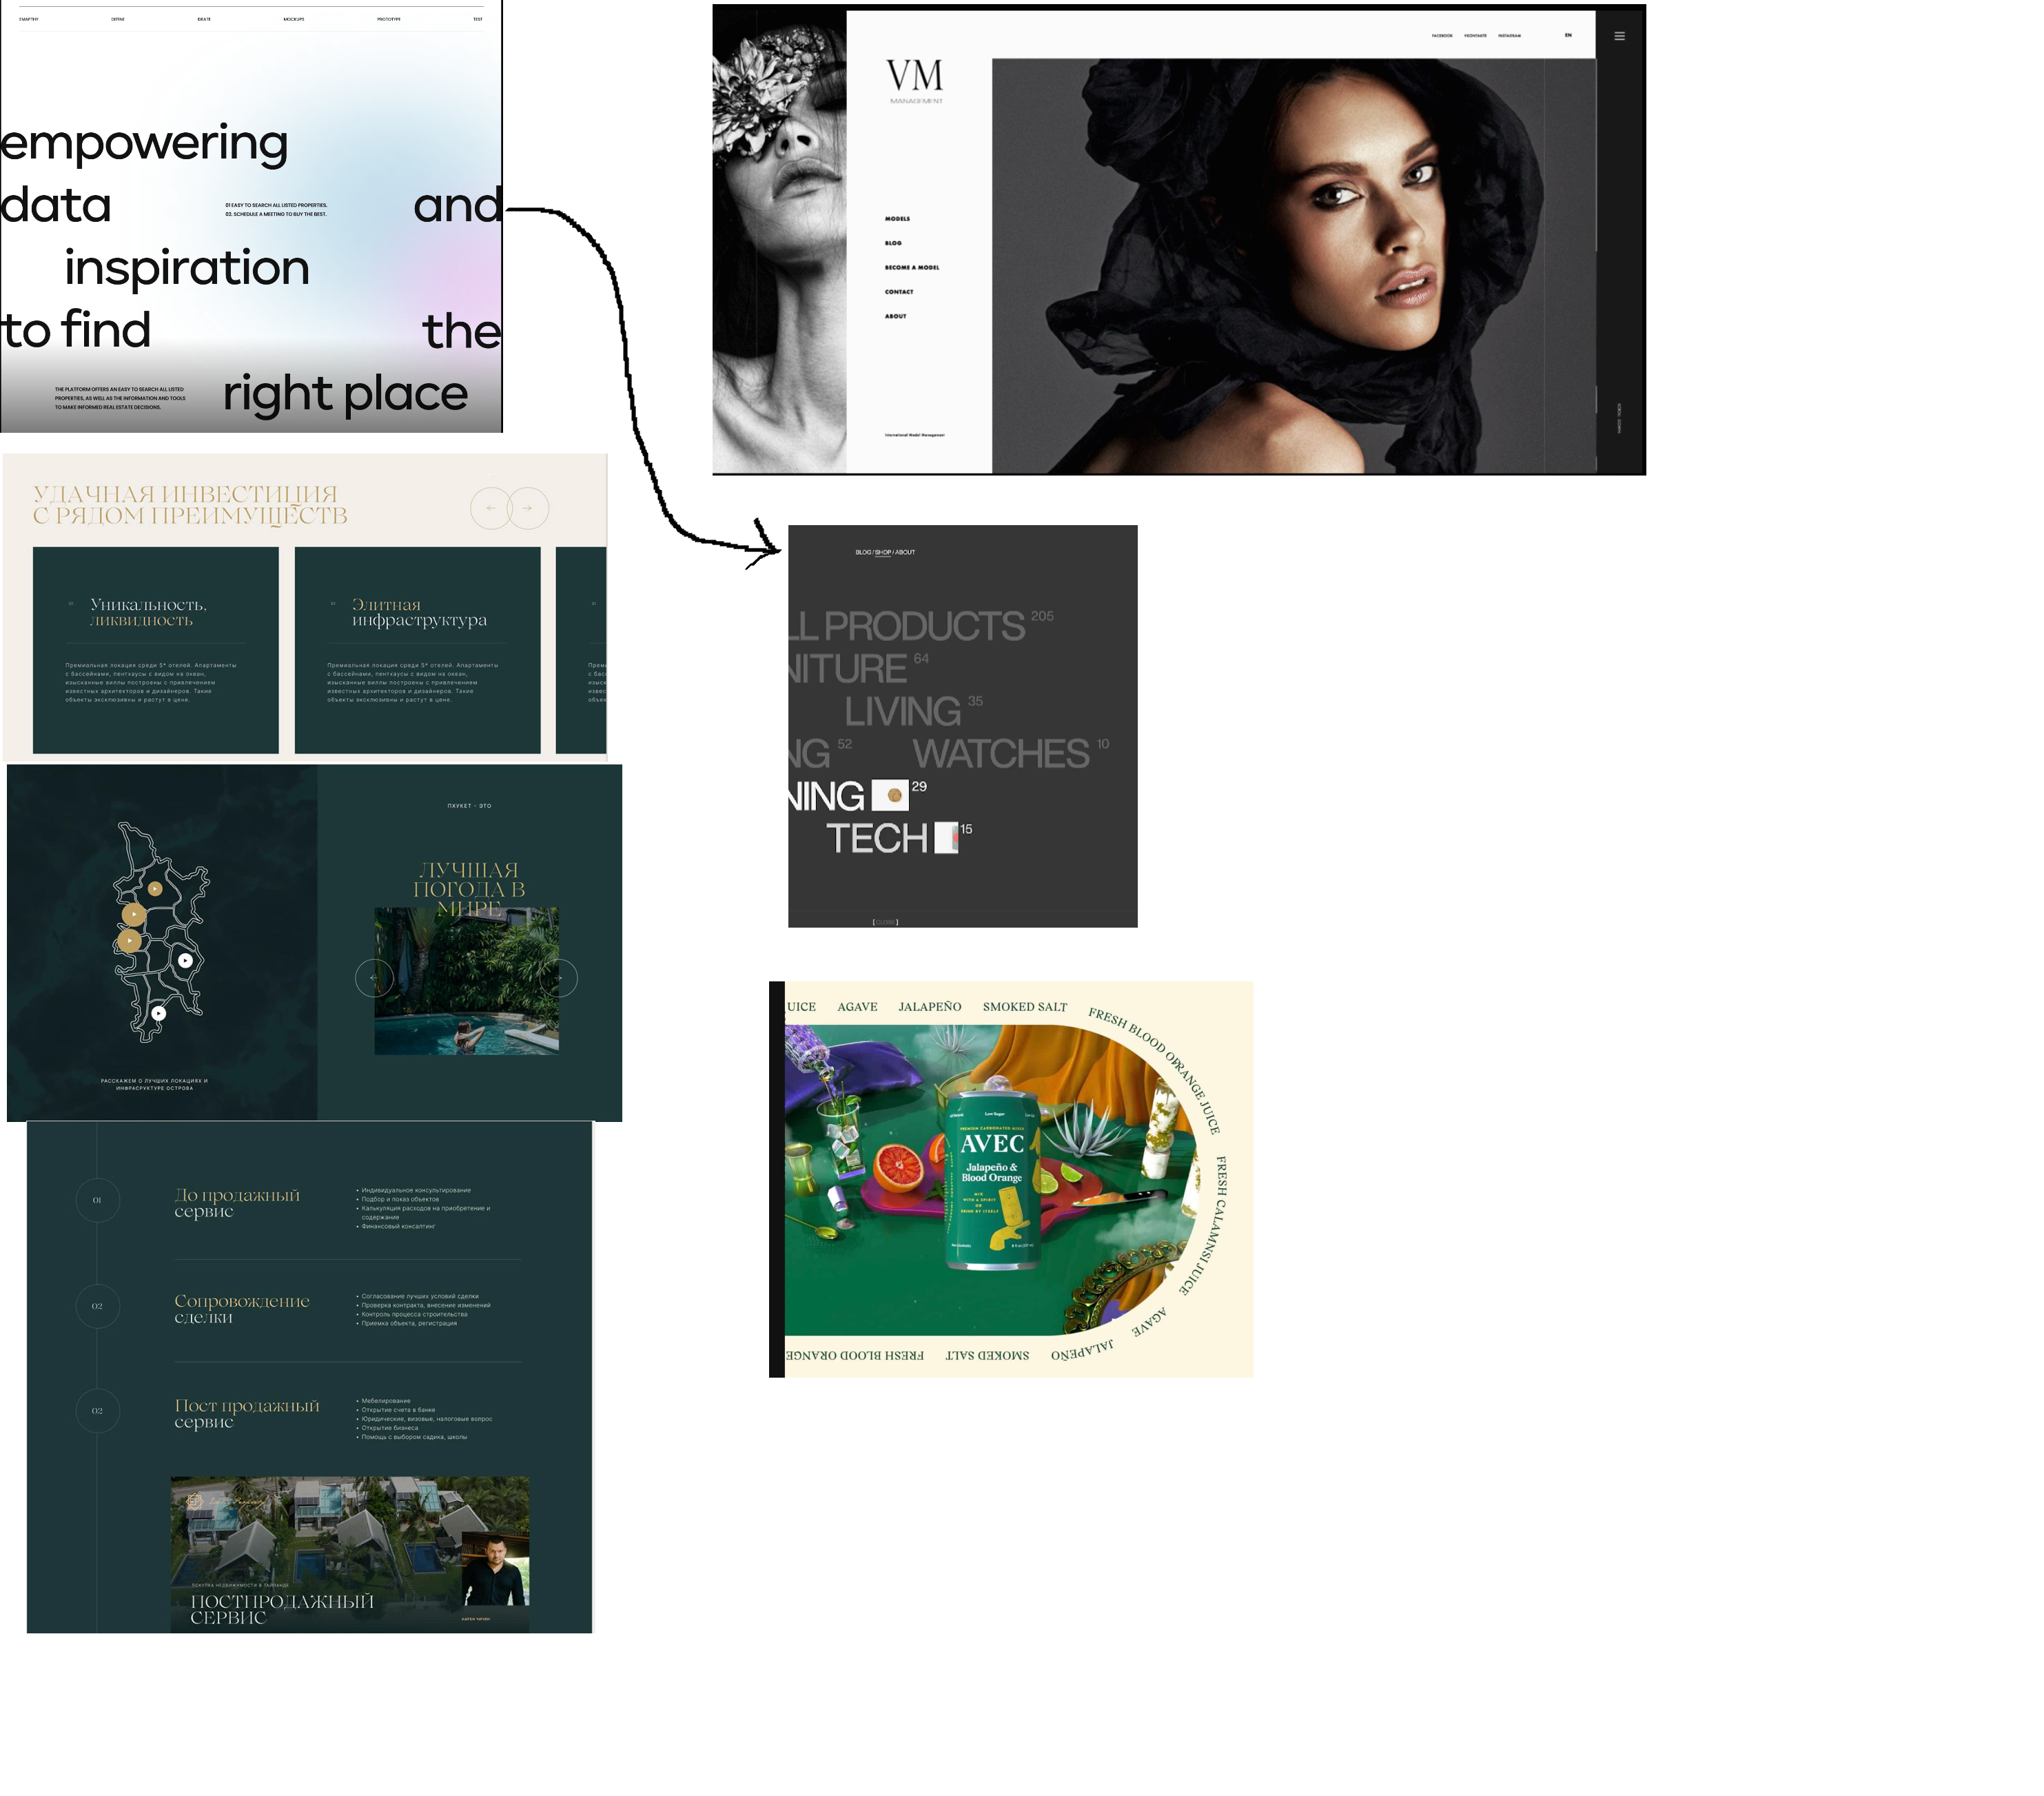 EMAPTHY DEFINE IDEATE MOCKUPS PROTOTYPE TEST
empowering
data
01 EASY TO SEARCH ALL LISTED PROPERTIES.
02. SCHEDULE A MEETING TO BUY THE BEST.
and
inspiration
to find
the
THE PLATFORM OFFERS AN EASY TO SEARCH ALL LISTED
PROPERTIES, AS WELL AS THE INFORMATION AND TOOLS
TO MAKE INFORMED REAL ESTATE DECISIONS.
right place
FACEBOOK VKONTAKTE INSTAGRAM EN
VM
MANAGEMENT
MODELS
BLOG
BECOME A MODEL
CONTACT
ABOUT
International Model Management
УДАЧНАЯ ИНВЕСТИЦИЯ
С РЯДОМ ПРЕИМУЩЕСТВ
Уникальность,
ликвидность
Премиальная локация среди 5* отелей. Апартаменты
с бассейнами, пентхаусы с видом на океан,
изысканные виллы построены с привлечением
известных архитекторов и дизайнеров. Такие
объекты эксклюзивны и растут в цене.
Элитная
инфраструктура
Премиальная локация среди 5* отелей. Апартаменты
с бассейнами, пентхаусы с видом на океан,
изысканные виллы построены с привлечением
известных архитекторов и дизайнеров. Такие
объекты эксклюзивны и растут в цене.
Преми
с басс
изыск
извес
объек
BLOG / SHOP / ABOUT
LL PRODUCTS 205
NITURE 64
LIVING 35
NG 52 WATCHES 10
NING 29
TECH 15
[ CLOSE ]
ПХУКЕТ - ЭТО
ЛУЧШАЯ
ПОГОДА В
МИРЕ
РАССКАЖЕМ О ЛУЧШИХ ЛОКАЦИЯХ И
ИНФРАСРУКТУРЕ ОСТРОВА
UICE AGAVE JALAPEÑO SMOKED SALT FRESH BLOOD ORANGE JUICE FRESH CALAMNSI JUICE AGAVE JALAPEÑO SMOKED SALT FRESH BLOOD ORANGE
Low Sugar
PREMIUM CARBONATED MIXER
AVEC
Jalapeño &
Blood Orange
MIX
WITH A SPIRIT
OR
DRINK BY ITSELF
01
До продажный
сервис
• Индивидуальное консультирование
• Подбор и показ объектов
• Калькуляция расходов на приобретение и
содержание
• Финансовый консалтинг
02
Сопровождение
сделки
• Согласование лучших условий сделки
• Проверка контракта, внесение изменений
• Контроль процесса строительства
• Приемка объекта, регистрация
02
Пост продажный
сервис
• Мебелирование
• Открытие счета в банке
• Юридические, визовые, налоговые вопрос
• Открытие бизнеса
• Помощь с выбором садика, школы
ПОКУПКА НЕДВИЖИМОСТИ В ТАИЛАНДЕ
ПОСТПРОДАЖНЫЙ
СЕРВИС